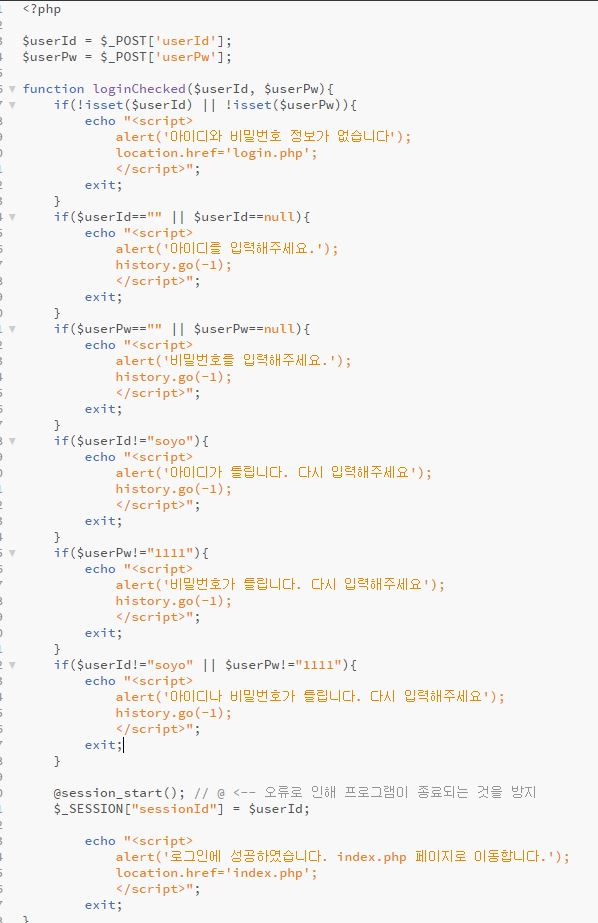 <?php
$userId = $_POST['userId'];
$userPw = $_POST['userPw'];
function loginChecked($userId, $userPw){
if(!isset($userId) || !isset($userPw)){
echo "<script>
alert('아이디와 비밀번호 정보가 없습니다');
location.href='login.php';
</script>";
exit;
}
if($userId=="" || $userId==null){
echo "<script>
alert('아이디를 입력해주세요.');
history.go(-1);
</script>";
exit;
}
if($userPw=="" || $userPw==null){
echo "<script>
alert('비밀번호를 입력해주세요.');
history.go(-1);
</script>";
exit;
}
if($userId!="soyo"){
echo "<script>
alert('아이디가 틀립니다. 다시 입력해주세요');
history.go(-1);
</script>";
exit;
}
if($userPw!="1111"){
echo "<script>
alert('비밀번호가 틀립니다. 다시 입력해주세요');
history.go(-1);
</script>";
exit;
}
if($userId!="soyo" || $userPw!="1111"){
echo "<script>
alert('아이디나 비밀번호가 틀립니다. 다시 입력해주세요');
history.go(-1);
</script>";
exit;
}
@session_start(); // @ <-- 오류로 인해 프로그램이 종료되는 것을 방지
$_SESSION["sessionId"] = $userId;
echo "<script>
alert('로그인에 성공하였습니다. index.php 페이지로 이동합니다.');
location.href='index.php';
</script>";
exit;
}